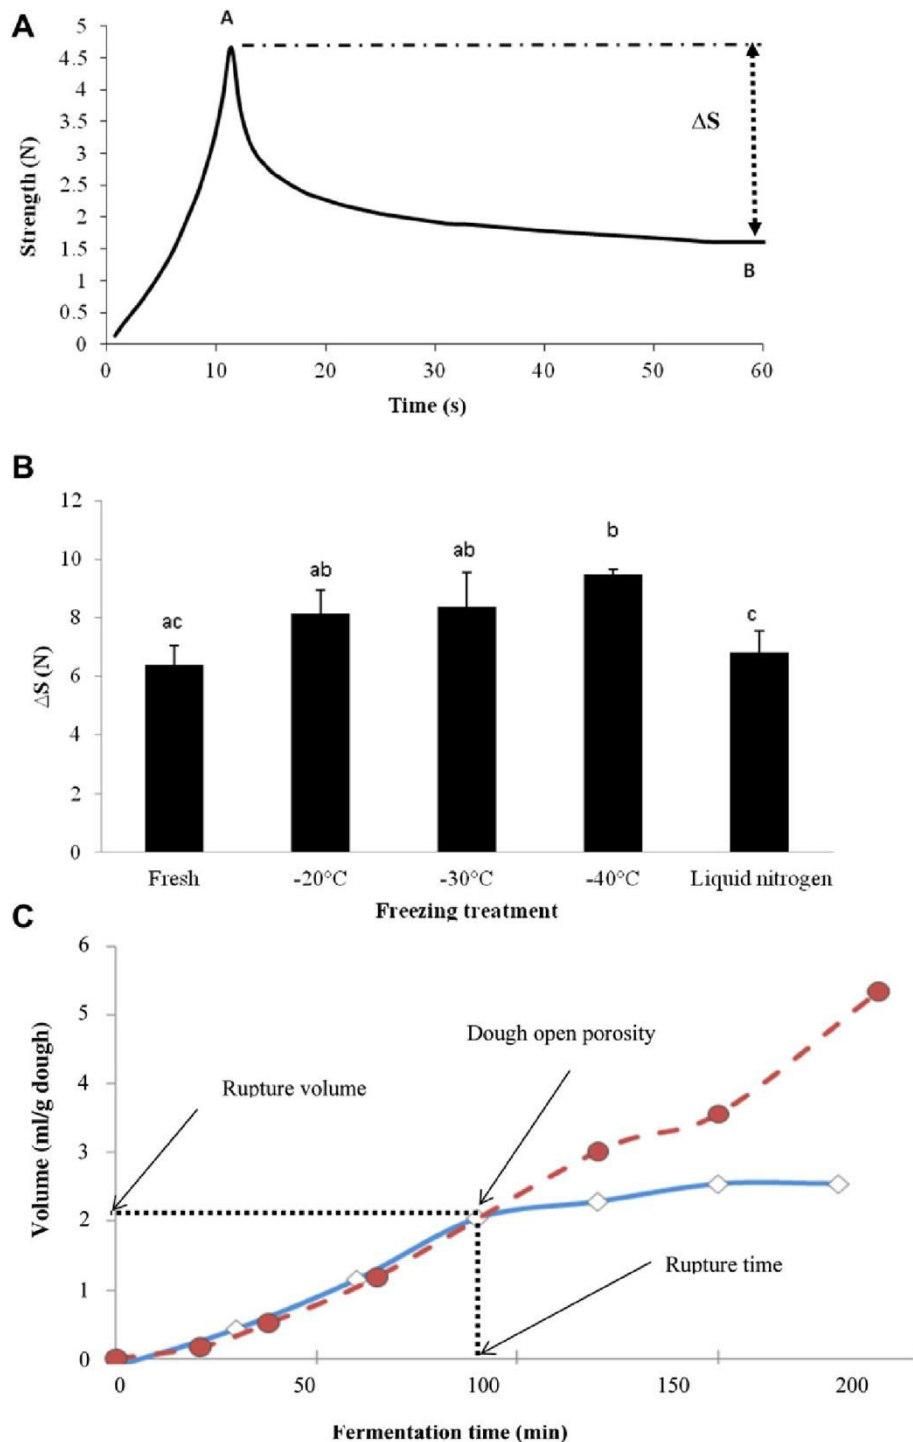 A
A
5
4.5
4
3.5
3
2.5
2
1.5
1
0.5
0
Strength (N)
ΔS
B
0 10 20 30 40 50 60
Time (s)
B
12
10
8
6
4
2
0
ΔS (N)
ac
ab
ab
b
c
Fresh -20°C -30°C -40°C Liquid nitrogen
Freezing treatment
C
6
5
4
3
2
1
0
Volume (ml/g dough)
Dough open porosity
Rupture volume
Rupture time
0 50 100 150 200
Fermentation time (min)